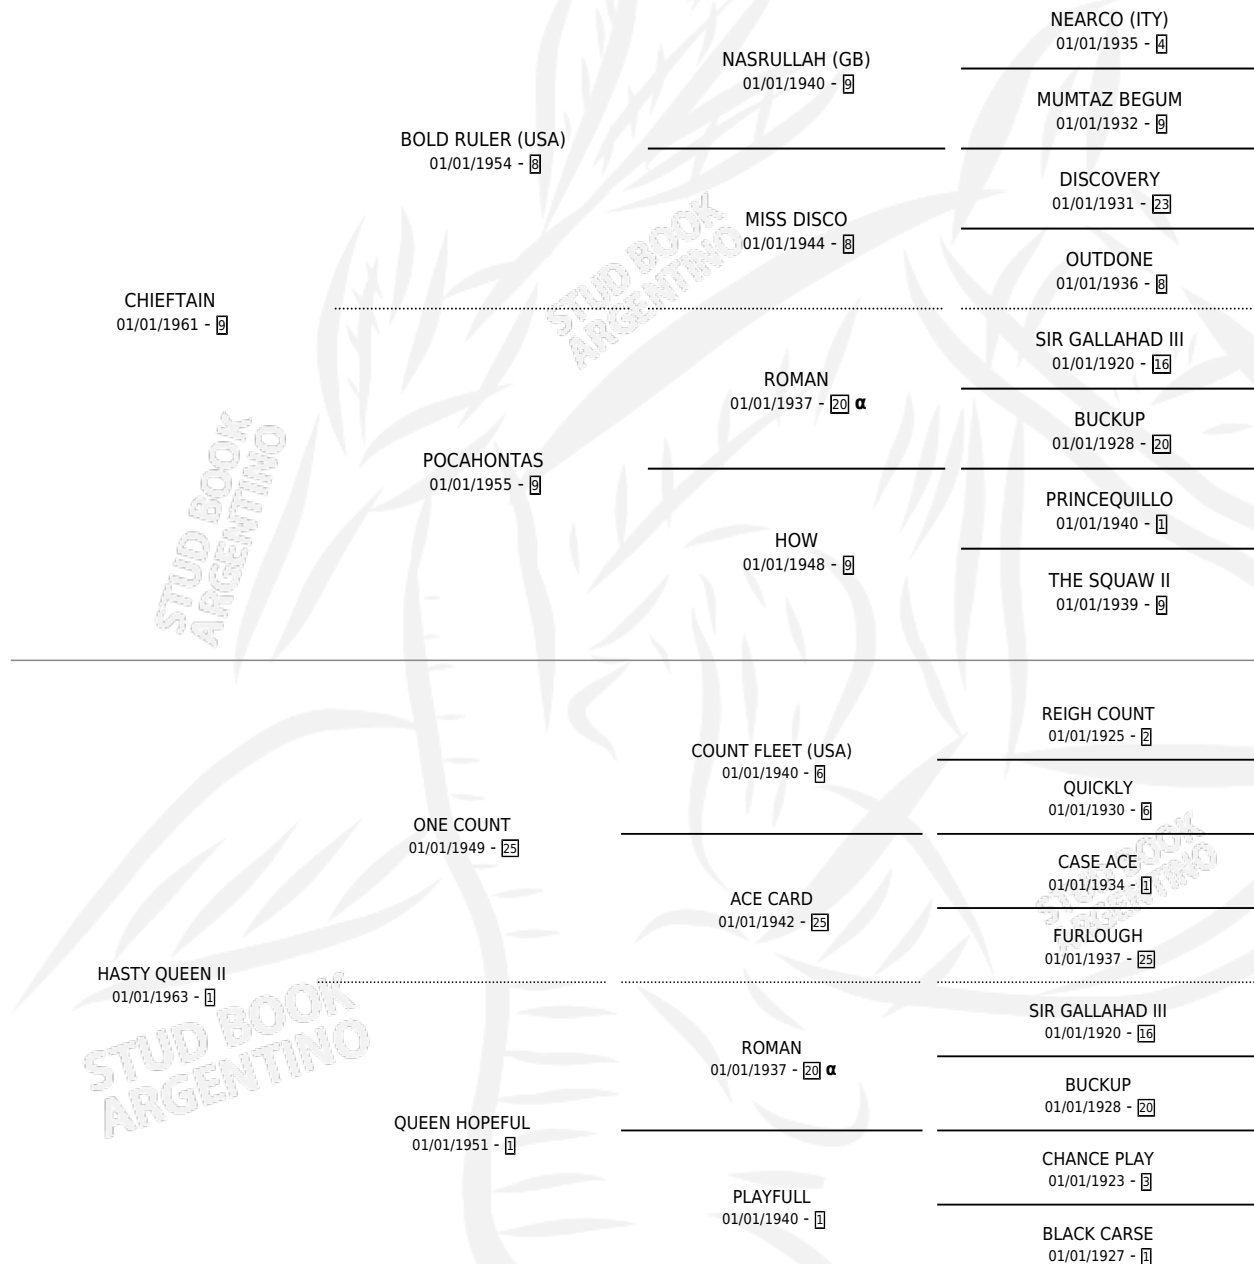 NEARCO (ITY)
01/01/1935 - 4
NASRULLAH (GB)
01/01/1940 - 9
MUMTAZ BEGUM
01/01/1932 - 9
BOLD RULER (USA)
01/01/1954 - 8
DISCOVERY
01/01/1931 - 23
MISS DISCO
01/01/1944 - 8
OUTDONE
01/01/1936 - 8
CHIEFTAIN
01/01/1961 - 9
SIR GALLAHAD III
01/01/1920 - 16
ROMAN
01/01/1937 - 20 α
BUCKUP
01/01/1928 - 20
POCAHONTAS
01/01/1955 - 9
PRINCEQUILLO
01/01/1940 - 1
HOW
01/01/1948 - 9
THE SQUAW II
01/01/1939 - 9
REIGH COUNT
01/01/1925 - 2
COUNT FLEET (USA)
01/01/1940 - 6
QUICKLY
01/01/1930 - 6
ONE COUNT
01/01/1949 - 25
CASE ACE
01/01/1934 - 1
ACE CARD
01/01/1942 - 25
FURLOUGH
01/01/1937 - 25
HASTY QUEEN II
01/01/1963 - 1
SIR GALLAHAD III
01/01/1920 - 16
ROMAN
01/01/1937 - 20 α
BUCKUP
01/01/1928 - 20
QUEEN HOPEFUL
01/01/1951 - 1
CHANCE PLAY
01/01/1923 - 3
PLAYFULL
01/01/1940 - 1
BLACK CARSE
01/01/1927 - 1
STUD BOOK
ARGENTINO
STUD BOOK
ARGENTINO
STUD BOOK
ARGENTINO
STUD BOOK
ARGENTINO